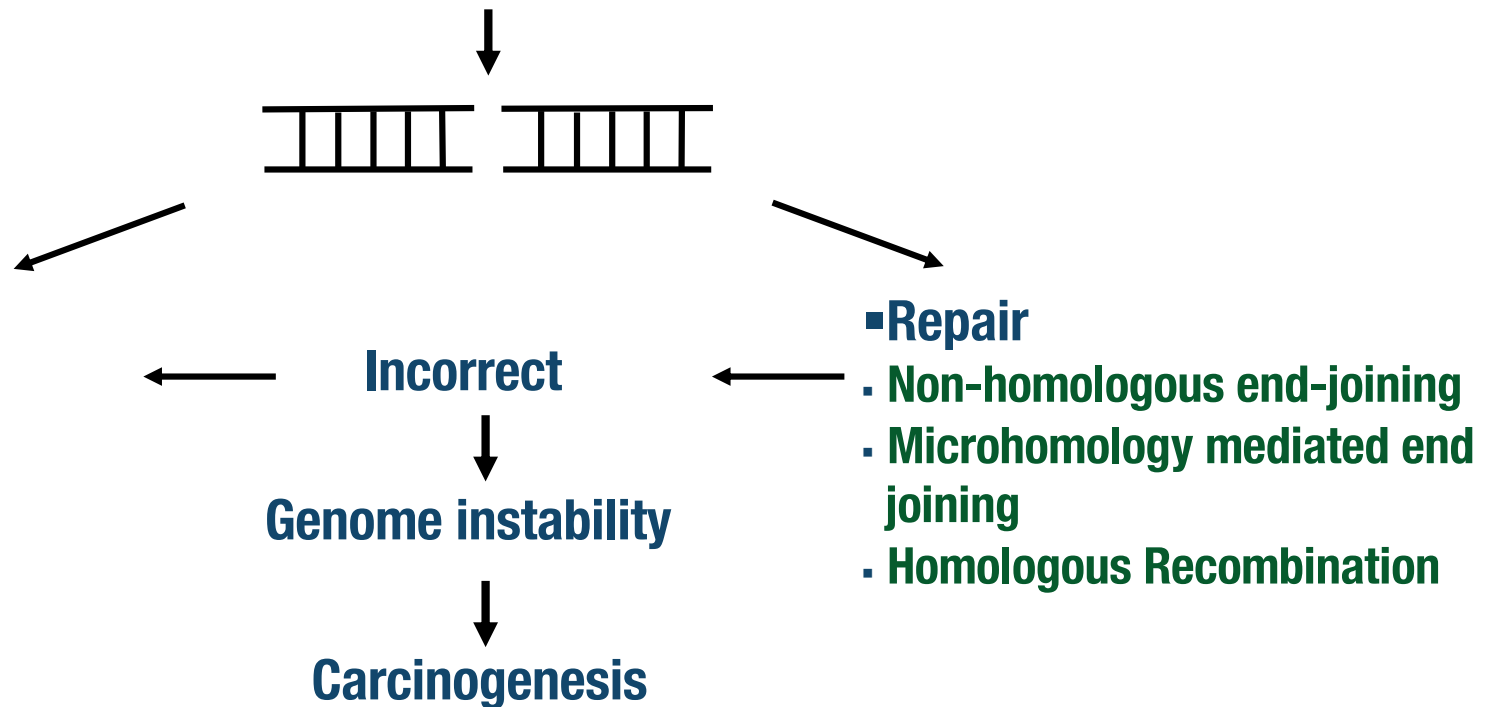 Incorrect
Genome instability
Carcinogenesis
▪Repair
▪ Non-homologous end-joining
▪ Microhomology mediated end
joining
▪ Homologous Recombination